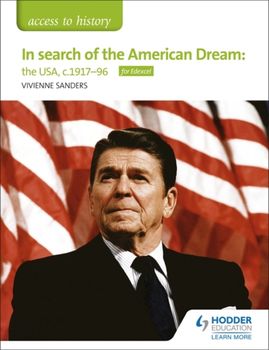 access to history
In search of the American Dream:
the USA, c.1917–96 for Edexcel
VIVIENNE SANDERS
HODDER
EDUCATION
LEARN MORE